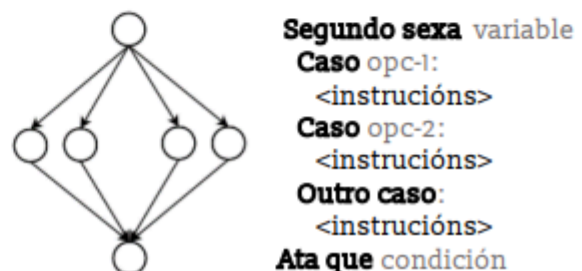 Segundo sexa variable
Caso opc-1:
<instrucións>
Caso opc-2:
<instrucións>
Outro caso:
<instrucións>
Ata que condición